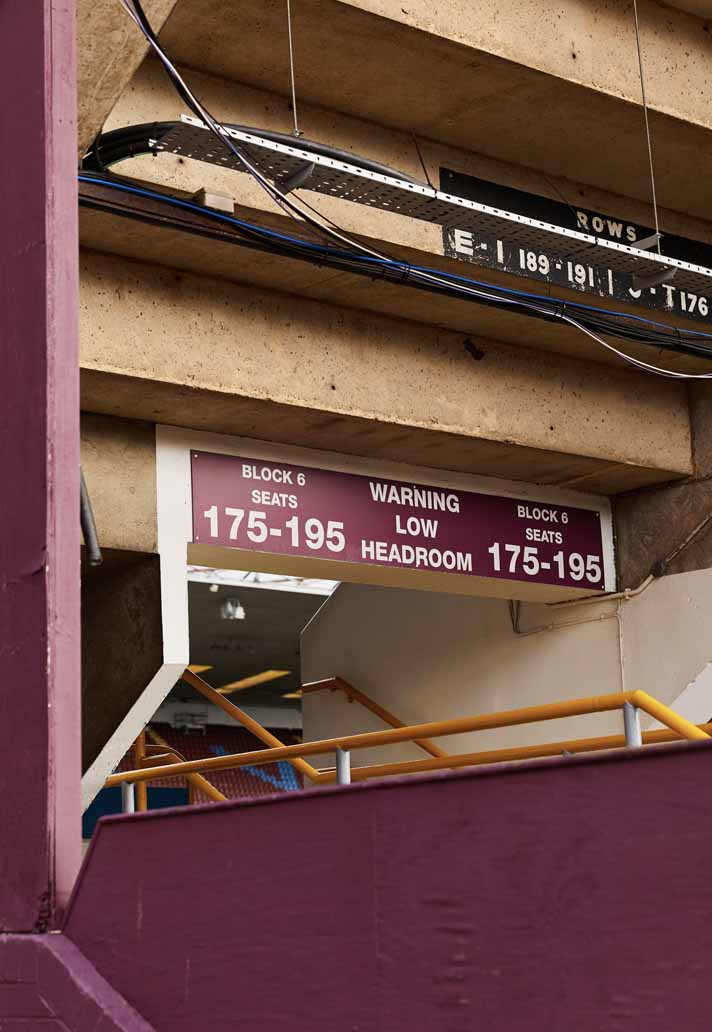 ROWS
E - I 189 - 191 - T 176
BLOCK 6
SEATS
175-195
WARNING
LOW
HEADROOM
BLOCK 6
SEATS
175-195